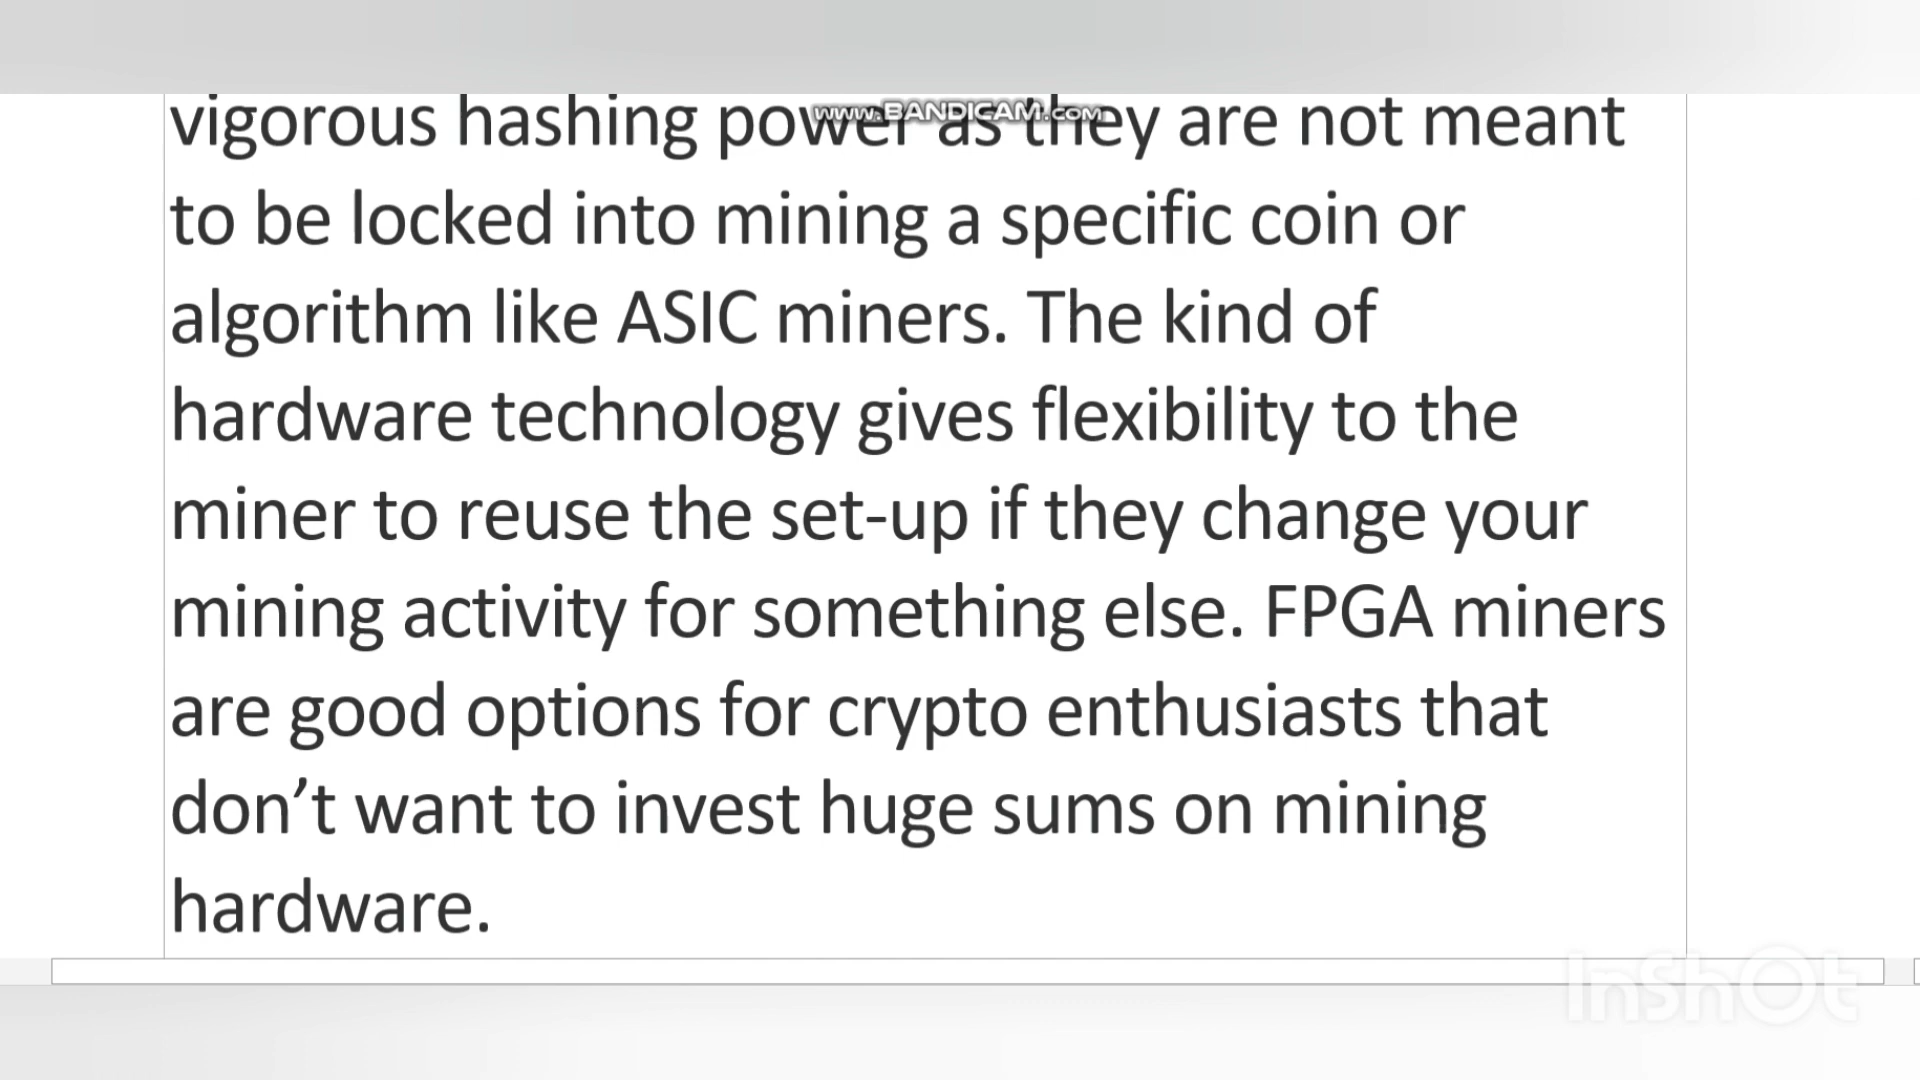 www.BANDICAM.com
vigorous hashing power as they are not meant
to be locked into mining a specific coin or
algorithm like ASIC miners. The kind of
hardware technology gives flexibility to the
miner to reuse the set-up if they change your
mining activity for something else. FPGA miners
are good options for crypto enthusiasts that
don’t want to invest huge sums on mining
hardware.
InShOt